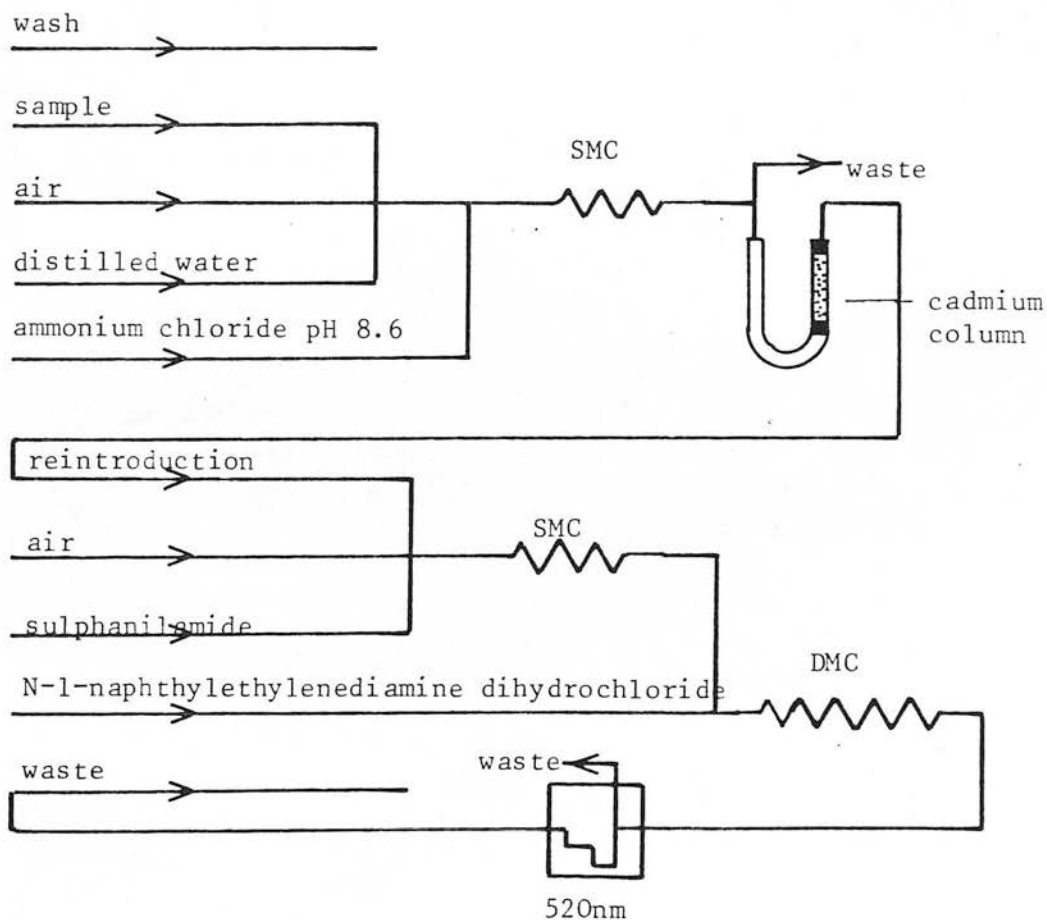 wash
sample
SMC
waste
air
distilled water
cadmium
column
ammonium chloride pH 8.6
reintroduction
air
SMC
sulphanilamide
DMC
N-1-naphthylethylenediamine dihydrochloride
waste
waste
520nm